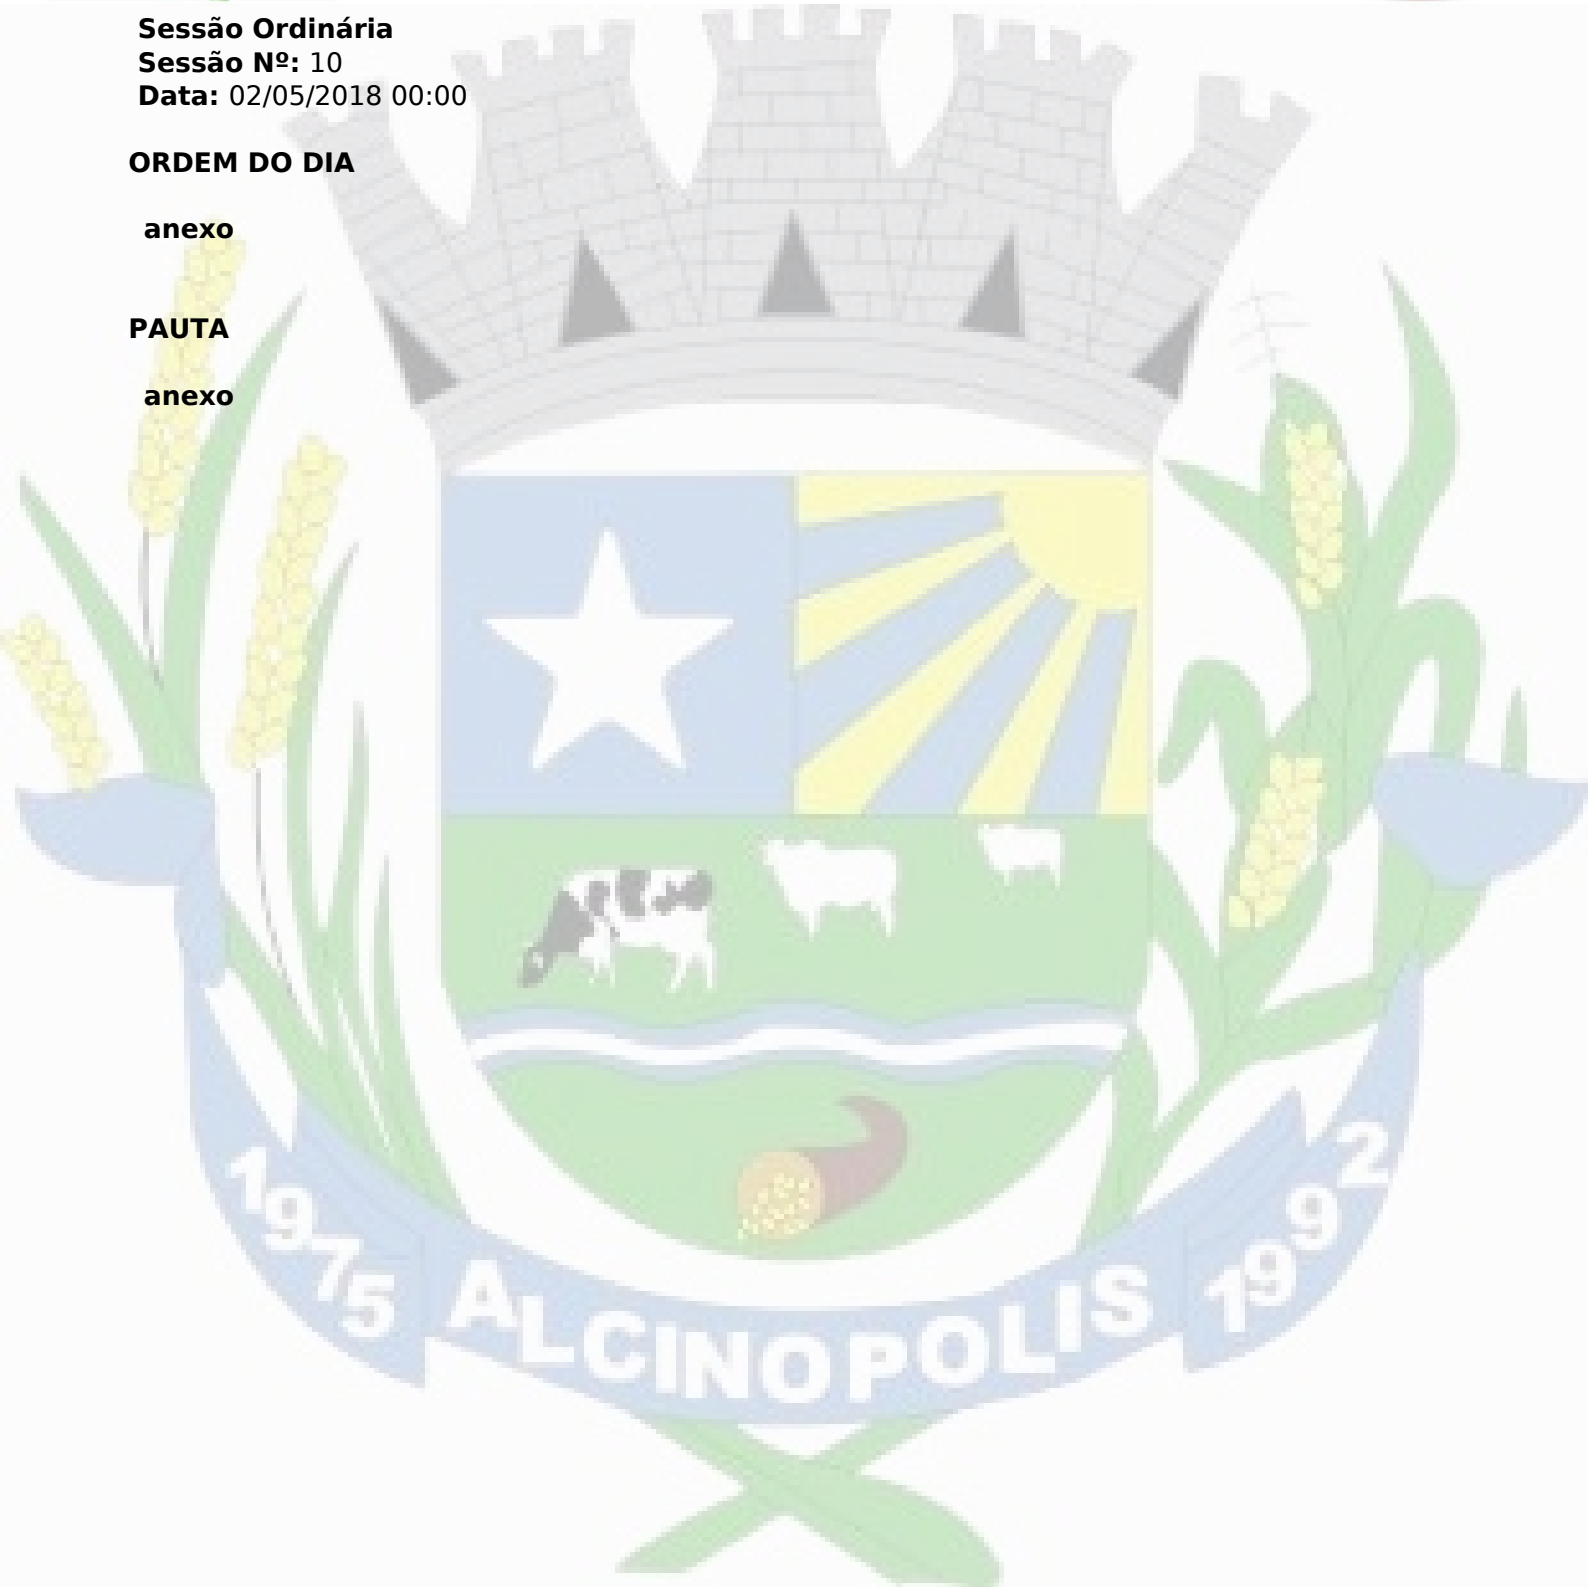 Sessão Ordinária
Sessão Nº: 10
Data: 02/05/2018 00:00
ORDEM DO DIA
anexo
PAUTA
anexo
1975 ALCINOPOLIS 1992